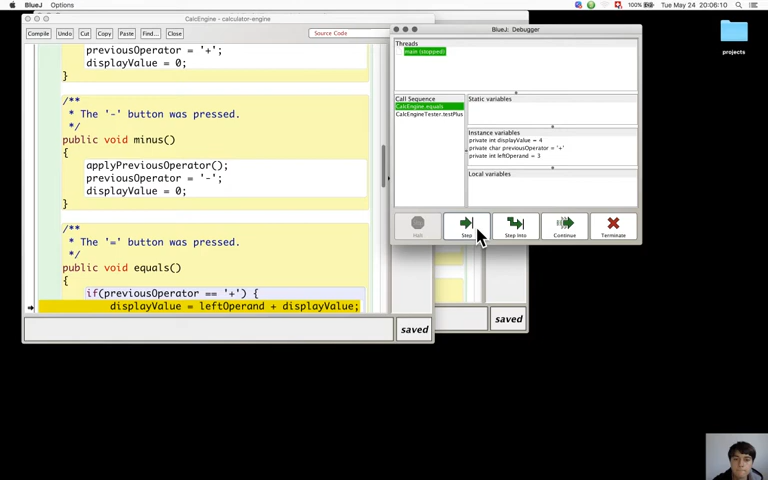 BlueJ Options
100% Tue May 24 20:06:10
CalcEngine - calculator-engine
Compile Undo Cut Copy Paste Find... Close Source Code
previousOperator = '+';
displayValue = 0;
}
/**
* The '-' button was pressed.
*/
public void minus()
{
applyPreviousOperator();
previousOperator = '-';
displayValue = 0;
}
/**
* The '=' button was pressed.
*/
public void equals()
{
if(previousOperator == '+') {
displayValue = leftOperand + displayValue;
saved
saved
BlueJ: Debugger
Threads
main (stopped)
Call Sequence
CalcEngine.equals
CalcEngineTester.testPlus
Static variables
Instance variables
private int displayValue = 4
private char previousOperator = '+'
private int leftOperand = 3
Local variables
Halt Step Step Into Continue Terminate
projects